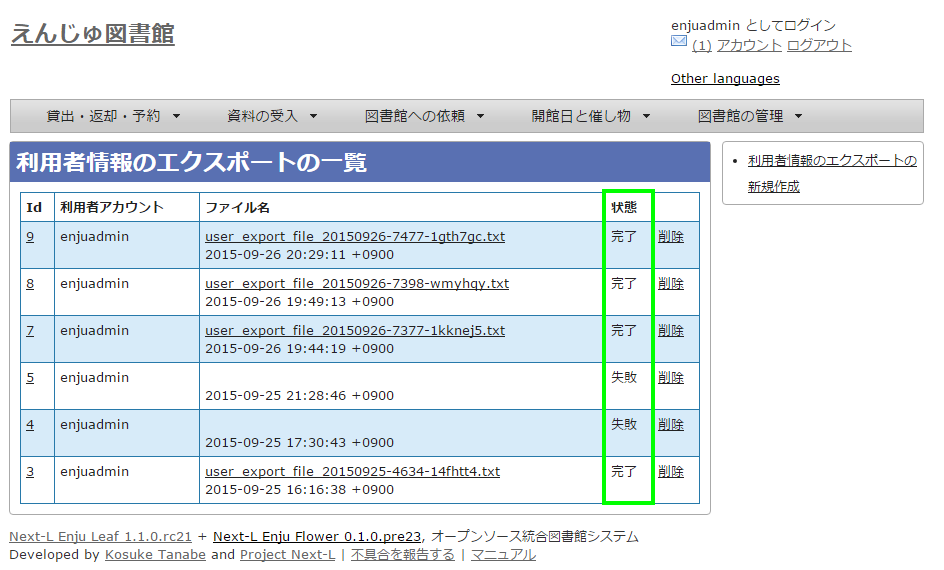 えんじゅ図書館
enjuadmin としてログイン
(1) アカウント ログアウト
Other languages
貸出・返却・予約 ▼ 資料の受入 ▼ 図書館への依頼 ▼ 開館日と催し物 ▼ 図書館の管理 ▼
利用者情報のエクスポートの一覧
• 利用者情報のエクスポートの
新規作成
Id 利用者アカウント ファイル名 状態
9 enjuadmin user_export_file_20150926-7477-1gth7gc.txt 完了 削除
2015-09-26 20:29:11 +0900
8 enjuadmin user_export_file_20150926-7398-wmyhqy.txt 完了 削除
2015-09-26 19:49:13 +0900
7 enjuadmin user_export_file_20150926-7377-1kknej5.txt 完了 削除
2015-09-26 19:44:19 +0900
5 enjuadmin 失敗 削除
2015-09-25 21:28:46 +0900
4 enjuadmin 失敗 削除
2015-09-25 17:30:43 +0900
3 enjuadmin user_export_file_20150925-4634-14fhtt4.txt 完了 削除
2015-09-25 16:16:38 +0900
Next-L Enju Leaf 1.1.0.rc21 + Next-L Enju Flower 0.1.0.pre23, オープンソース統合図書館システム
Developed by Kosuke Tanabe and Project Next-L | 不具合を報告する | マニュアル